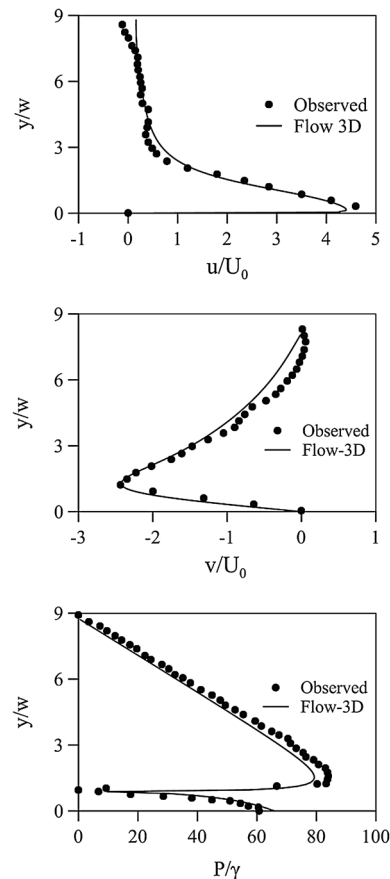 9
6
3
0
y/w
Observed
Flow 3D
-1 0 1 2 3 4 5
u/U0
9
6
3
0
y/w
Observed
Flow-3D
-3 -2 -1 0 1
v/U0
9
6
3
0
y/w
Observed
Flow-3D
0 20 40 60 80 100
P/γ